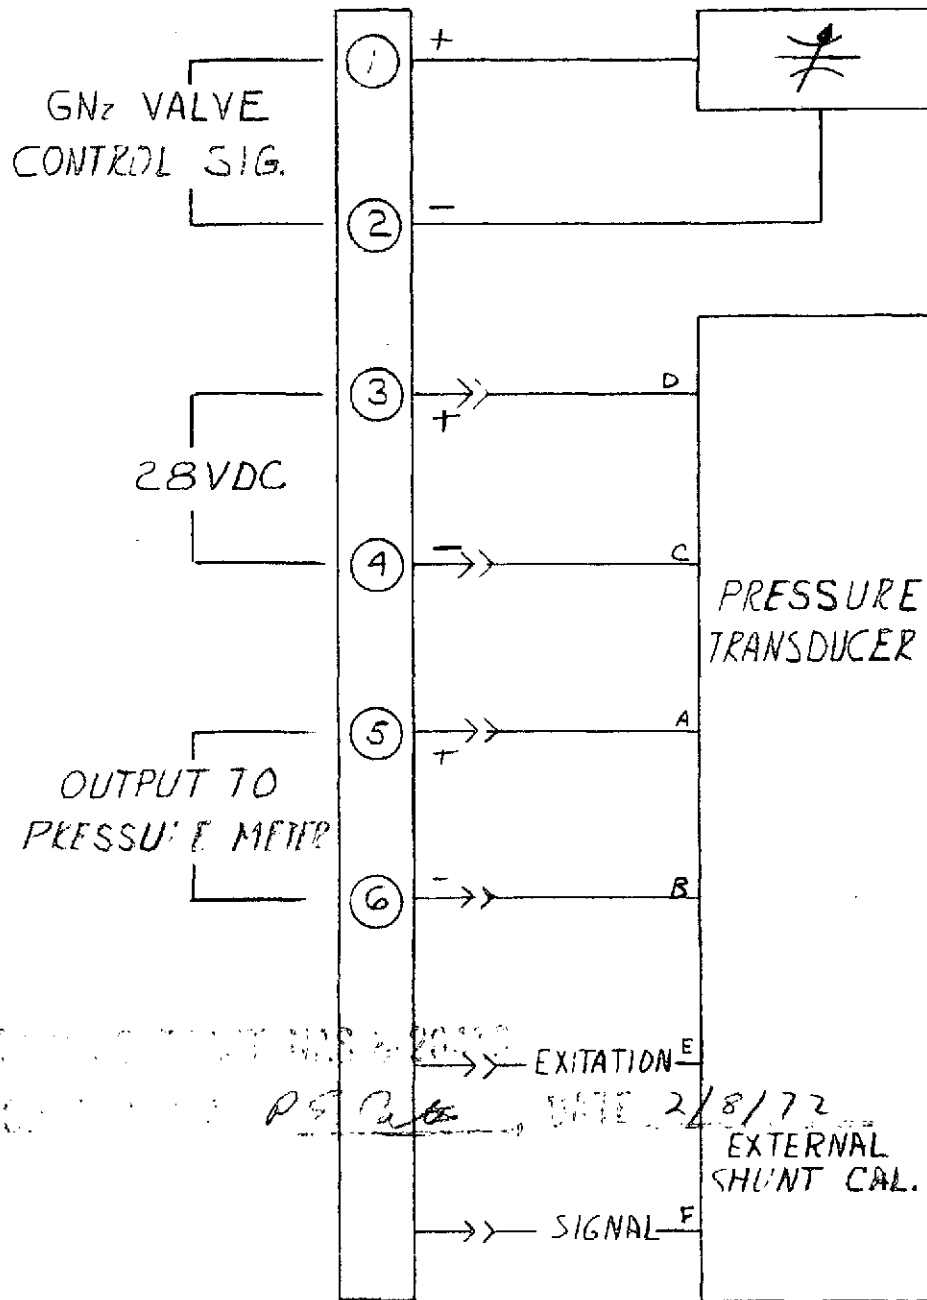 1
+
GN2 VALVE
CONTROL SIG.
2
-
3
+
D
28VDC
4
-
C
PRESSURE
TRANSDUCER
5
+
A
OUTPUT TO
PRESSURE METER
6
-
B
EXITATION E
DATE 2/8/72
EXTERNAL
SHUNT CAL.
SIGNAL F